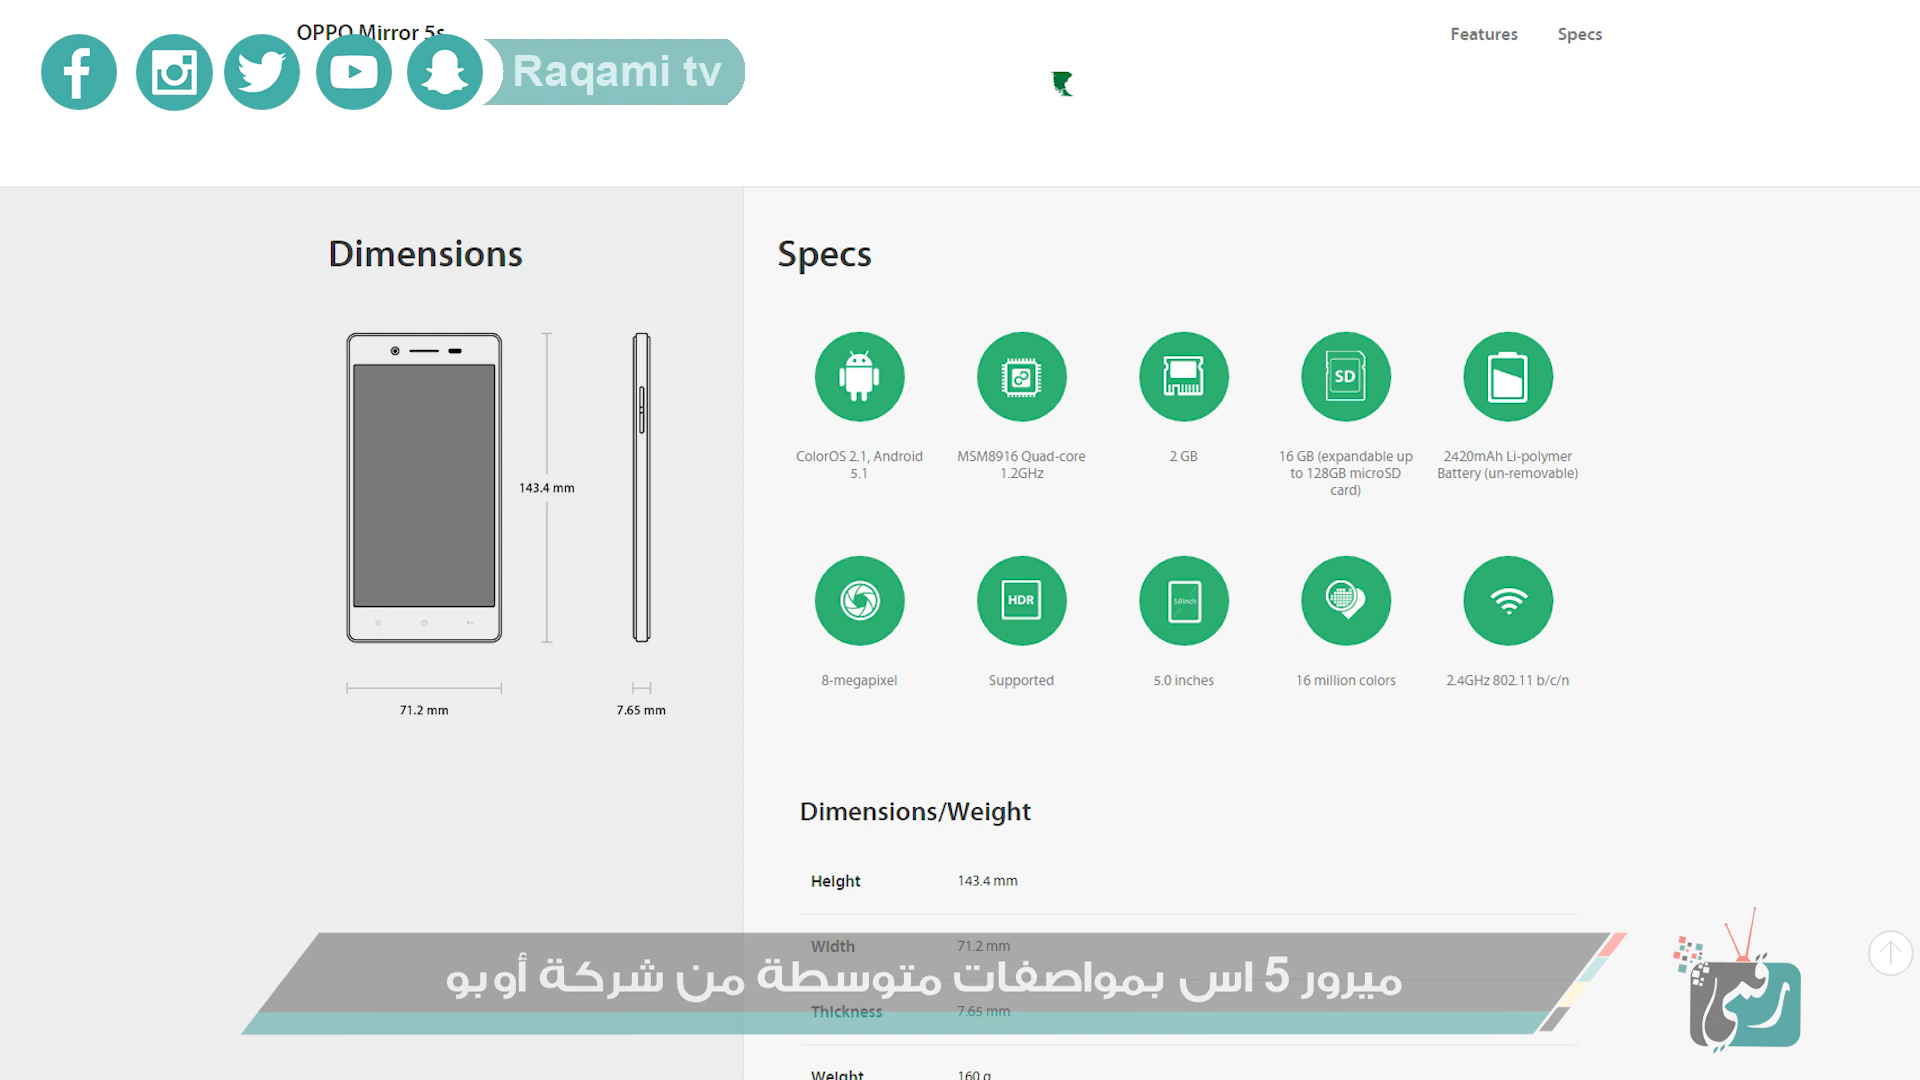 OPPO Mirror 5s
Features
Specs
Raqami tv
Dimensions
Specs
143.4 mm
71.2 mm
7.65 mm
ColorOS 2.1, Android
5.1
MSM8916 Quad-core
1.2GHz
2 GB
SD
16 GB (expandable up
to 128GB microSD
card)
2420mAh Li-polymer
Battery (un-removable)
8-megapixel
HDR
Supported
5.0 inch
5.0 inches
16 million colors
2.4GHz 802.11 b/c/n
Dimensions/Weight
Height
143.4 mm
Width
71.2 mm
ميرور 5 اس بمواصفات متوسطة من شركة أوبو
Thickness
7.65 mm
Weight
160 g
رقمي